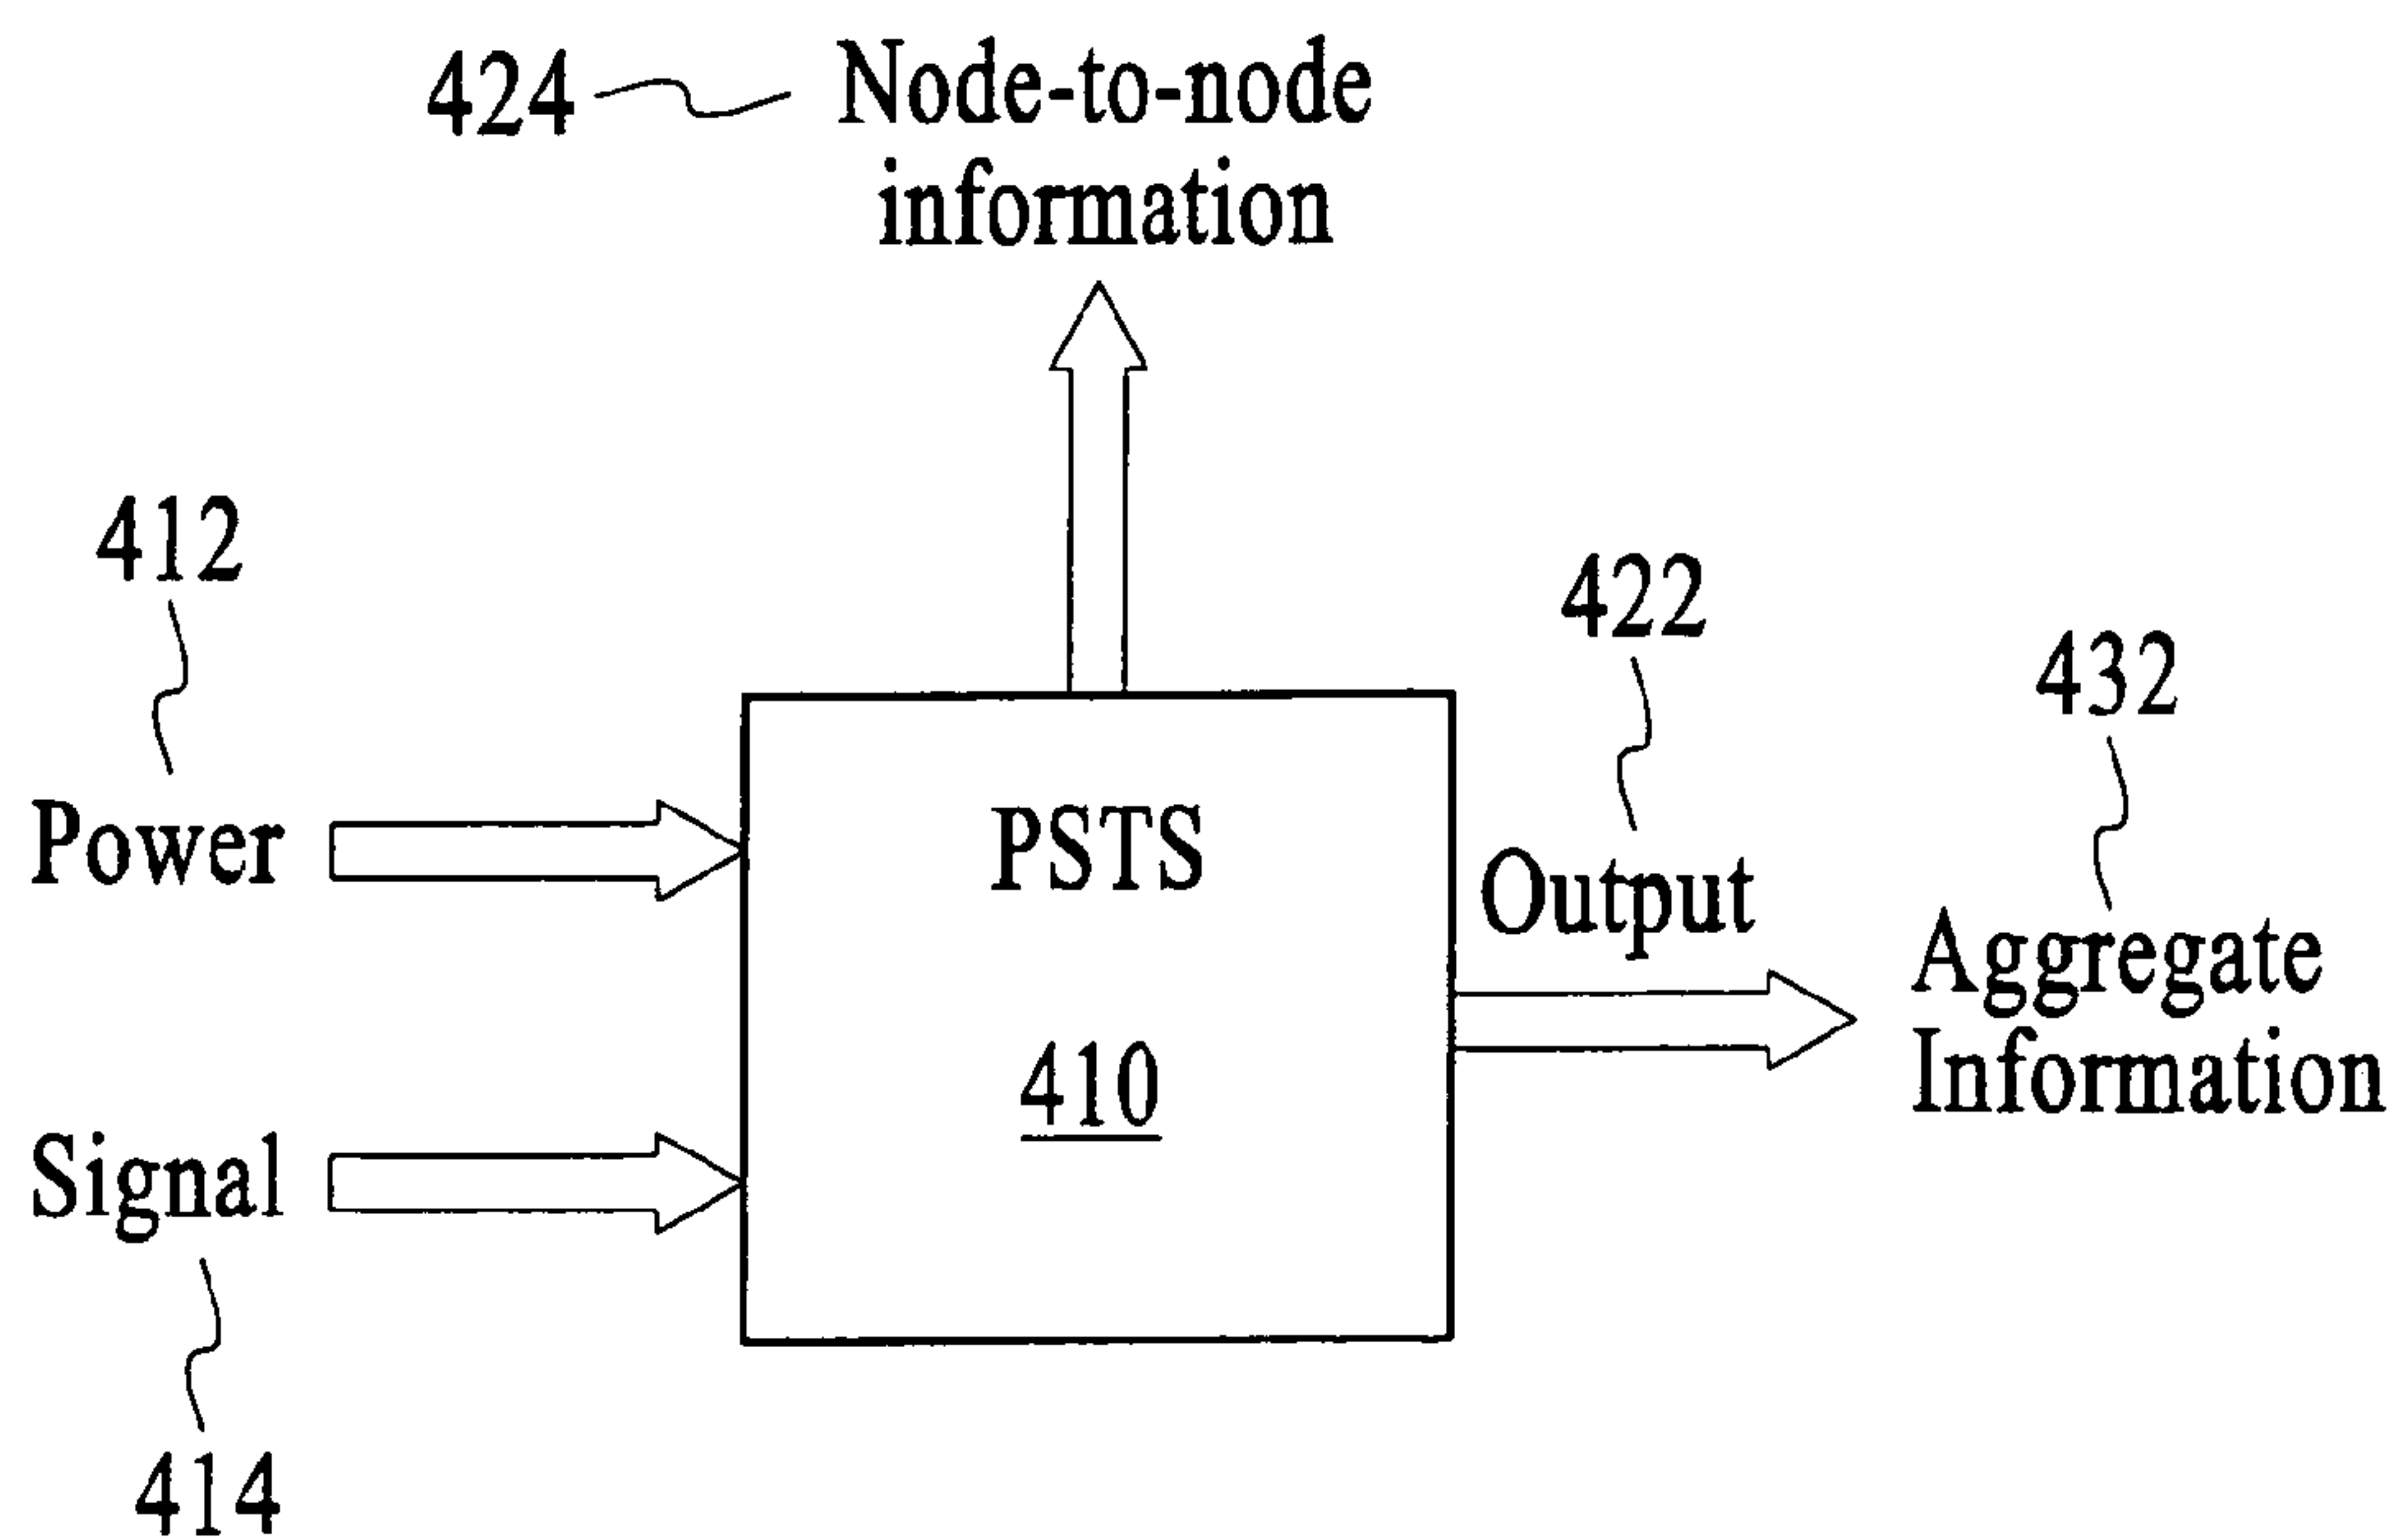 424
Node-to-node
information
412
422
432
Power
PSTS
Output
Aggregate
Information
410
Signal
414